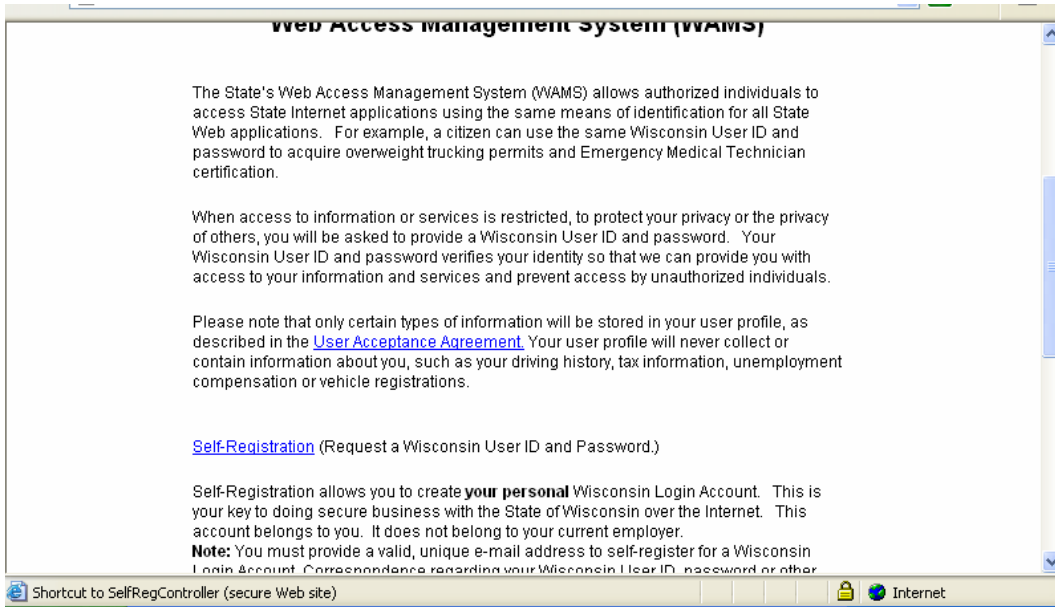 Web Access Management System (WAMS)
The State's Web Access Management System (WAMS) allows authorized individuals to
access State Internet applications using the same means of identification for all State
Web applications. For example, a citizen can use the same Wisconsin User ID and
password to acquire overweight trucking permits and Emergency Medical Technician
certification.
When access to information or services is restricted, to protect your privacy or the privacy
of others, you will be asked to provide a Wisconsin User ID and password. Your
Wisconsin User ID and password verifies your identity so that we can provide you with
access to your information and services and prevent access by unauthorized individuals.
Please note that only certain types of information will be stored in your user profile, as
described in the User Acceptance Agreement. Your user profile will never collect or
contain information about you, such as your driving history, tax information, unemployment
compensation or vehicle registrations.
Self-Registration (Request a Wisconsin User ID and Password.)
Self-Registration allows you to create your personal Wisconsin Login Account. This is
your key to doing secure business with the State of Wisconsin over the Internet. This
account belongs to you. It does not belong to your current employer.
Note: You must provide a valid, unique e-mail address to self-register for a Wisconsin
Login Account. Correspondence regarding your Wisconsin User ID, password or other
Shortcut to SelfRegController (secure Web site)
Internet